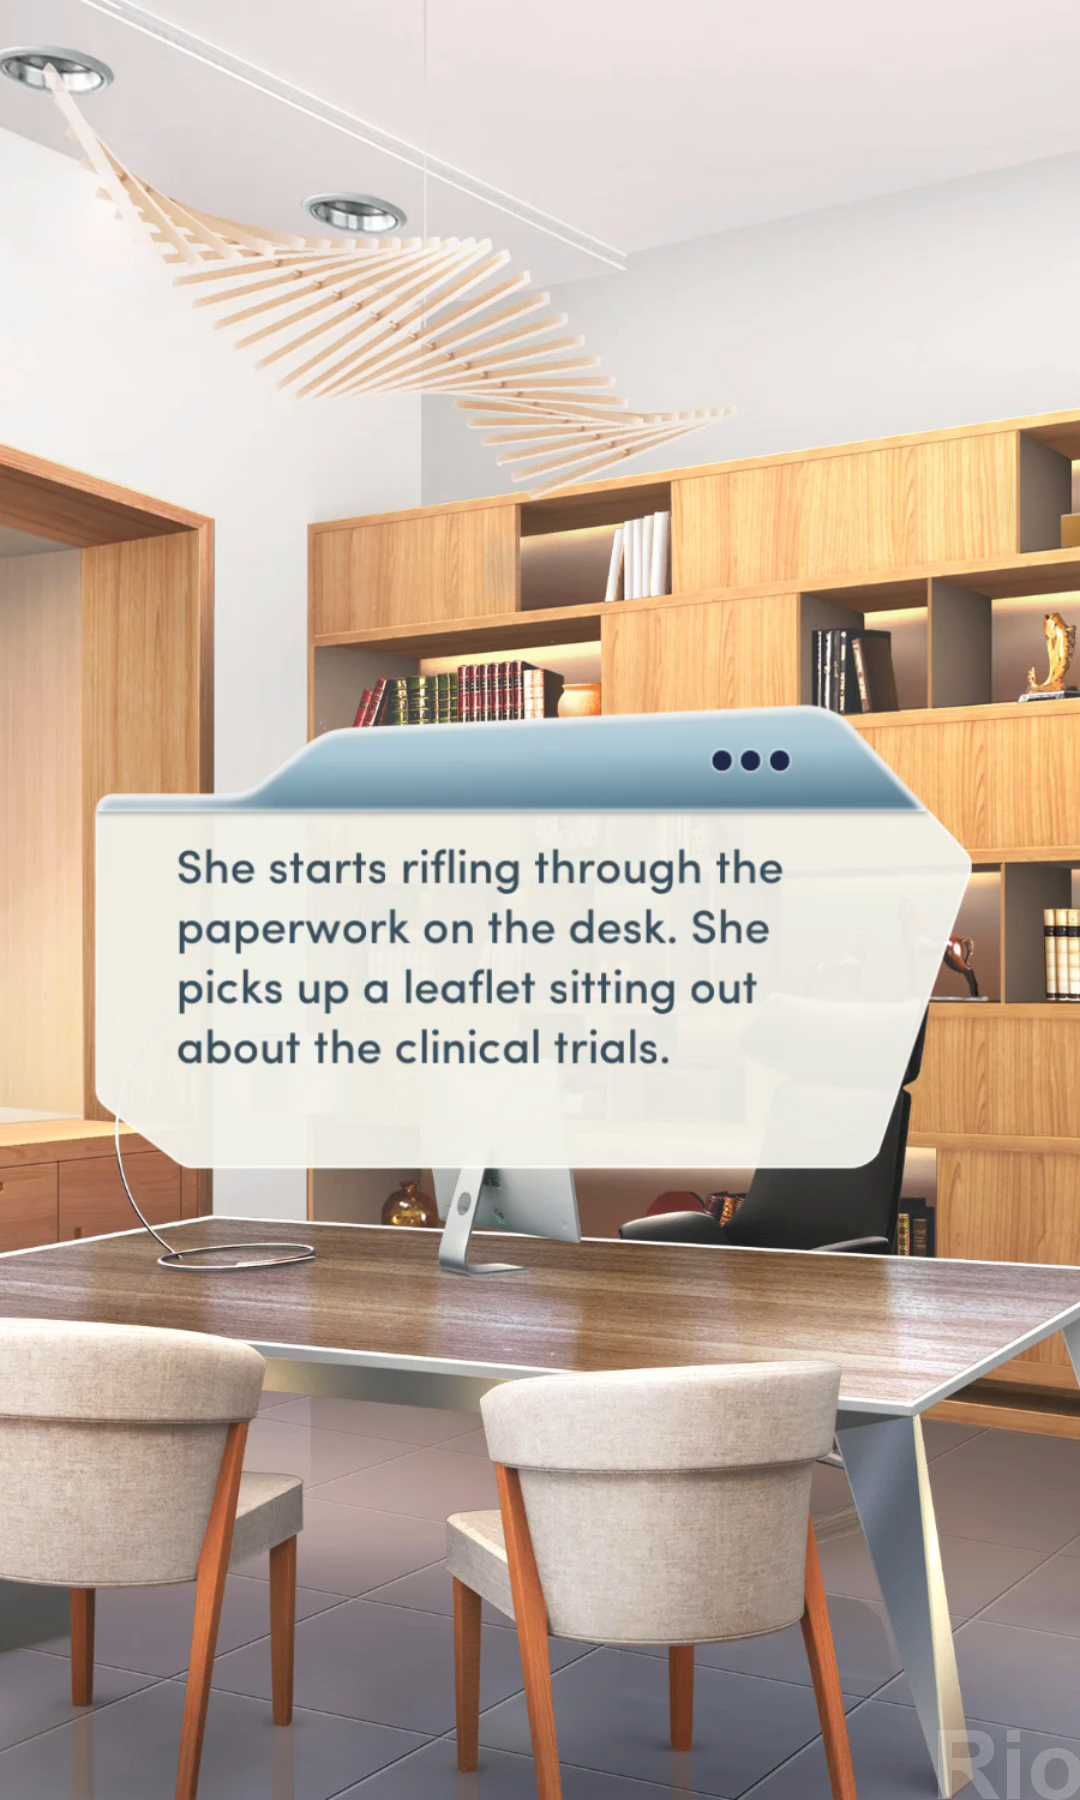 She starts rifling through the
paperwork on the desk. She
picks up a leaflet sitting out
about the clinical trials.
Rio